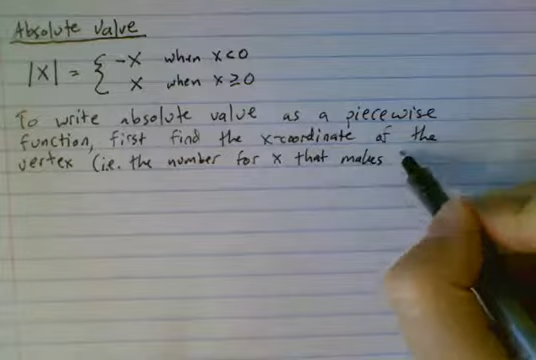 Absolute Value
|X| = { -X when x<0
X when x≥0
To write absolute value as a piecewise
function, first find the x-coordinate of the
vertex (i.e. the number for x that makes